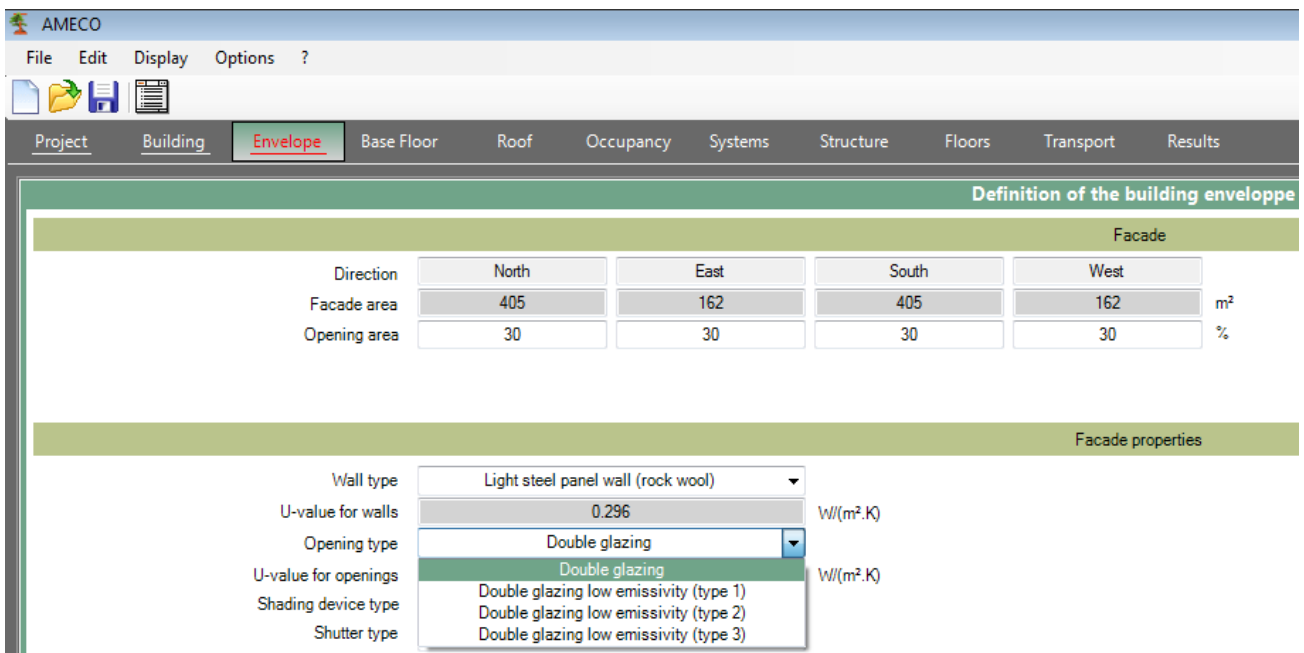 AMECO
File Edit Display Options ?
Project Building Envelope Base Floor Roof Occupancy Systems Structure Floors Transport Results
Definition of the building enveloppe
Facade
Direction North East South West
Facade area 405 162 405 162 m²
Opening area 30 30 30 30 %
Facade properties
Wall type Light steel panel wall (rock wool)
U-value for walls 0.296 W/(m².K)
Opening type Double glazing
U-value for openings Double glazing W/(m².K)
Double glazing low emissivity (type 1)
Shading device type Double glazing low emissivity (type 2)
Shutter type Double glazing low emissivity (type 3)